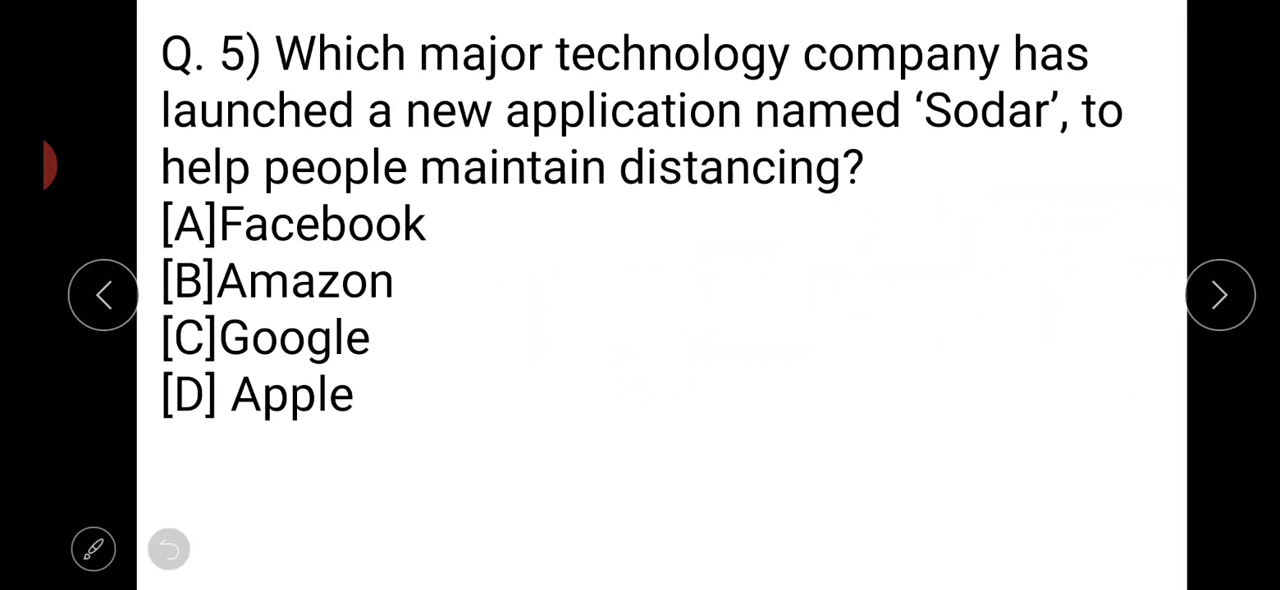 Q. 5) Which major technology company has
launched a new application named ‘Sodar’, to
help people maintain distancing?
[A]Facebook
[B]Amazon
[C]Google
[D] Apple